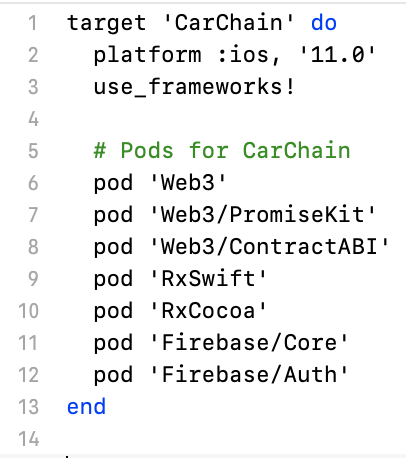 1 target 'CarChain' do
2 platform :ios, '11.0'
3 use_frameworks!
4
5 # Pods for CarChain
6 pod 'Web3'
7 pod 'Web3/PromiseKit'
8 pod 'Web3/ContractABI'
9 pod 'RxSwift'
10 pod 'RxCocoa'
11 pod 'Firebase/Core'
12 pod 'Firebase/Auth'
13 end
14